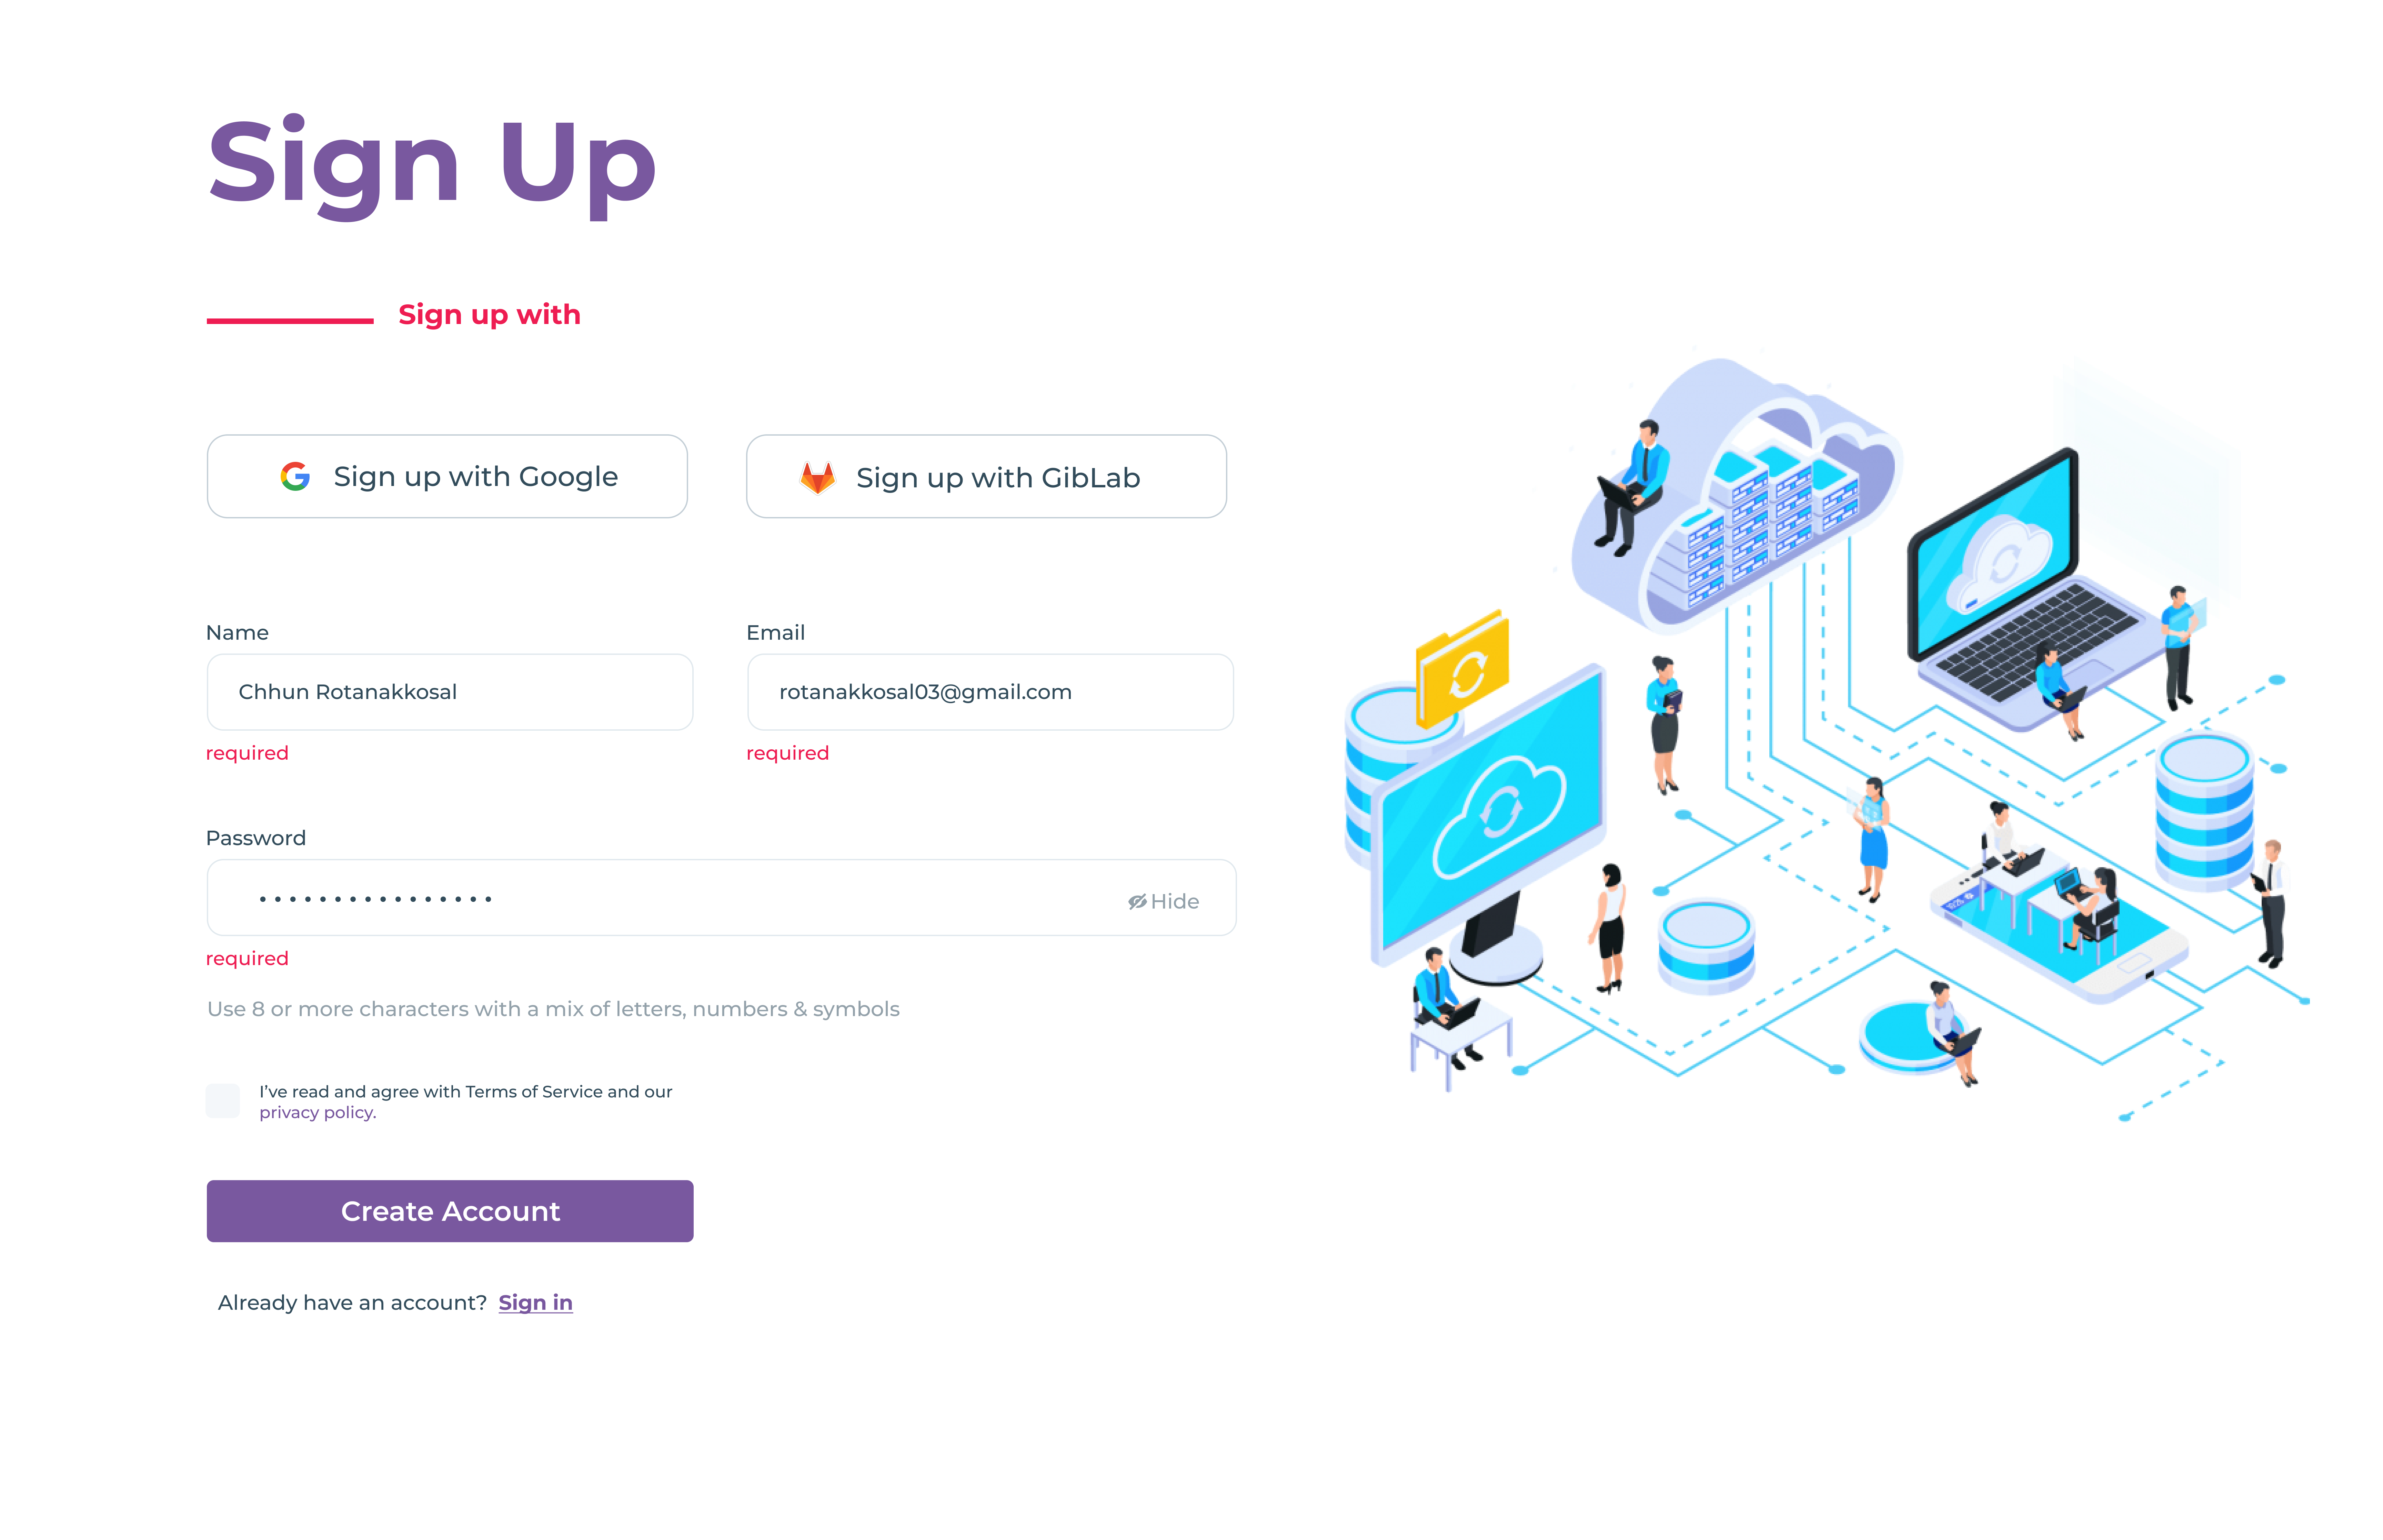 Sign Up
Sign up with
Sign up with Google
Sign up with GibLab
Name
Email
Chhun Rotanakkosal
rotanakkosal03@gmail.com
required
required
Password
Hide
required
Use 8 or more characters with a mix of letters, numbers & symbols
I've read and agree with Terms of Service and our
privacy policy.
Create Account
Already have an account? Sign in